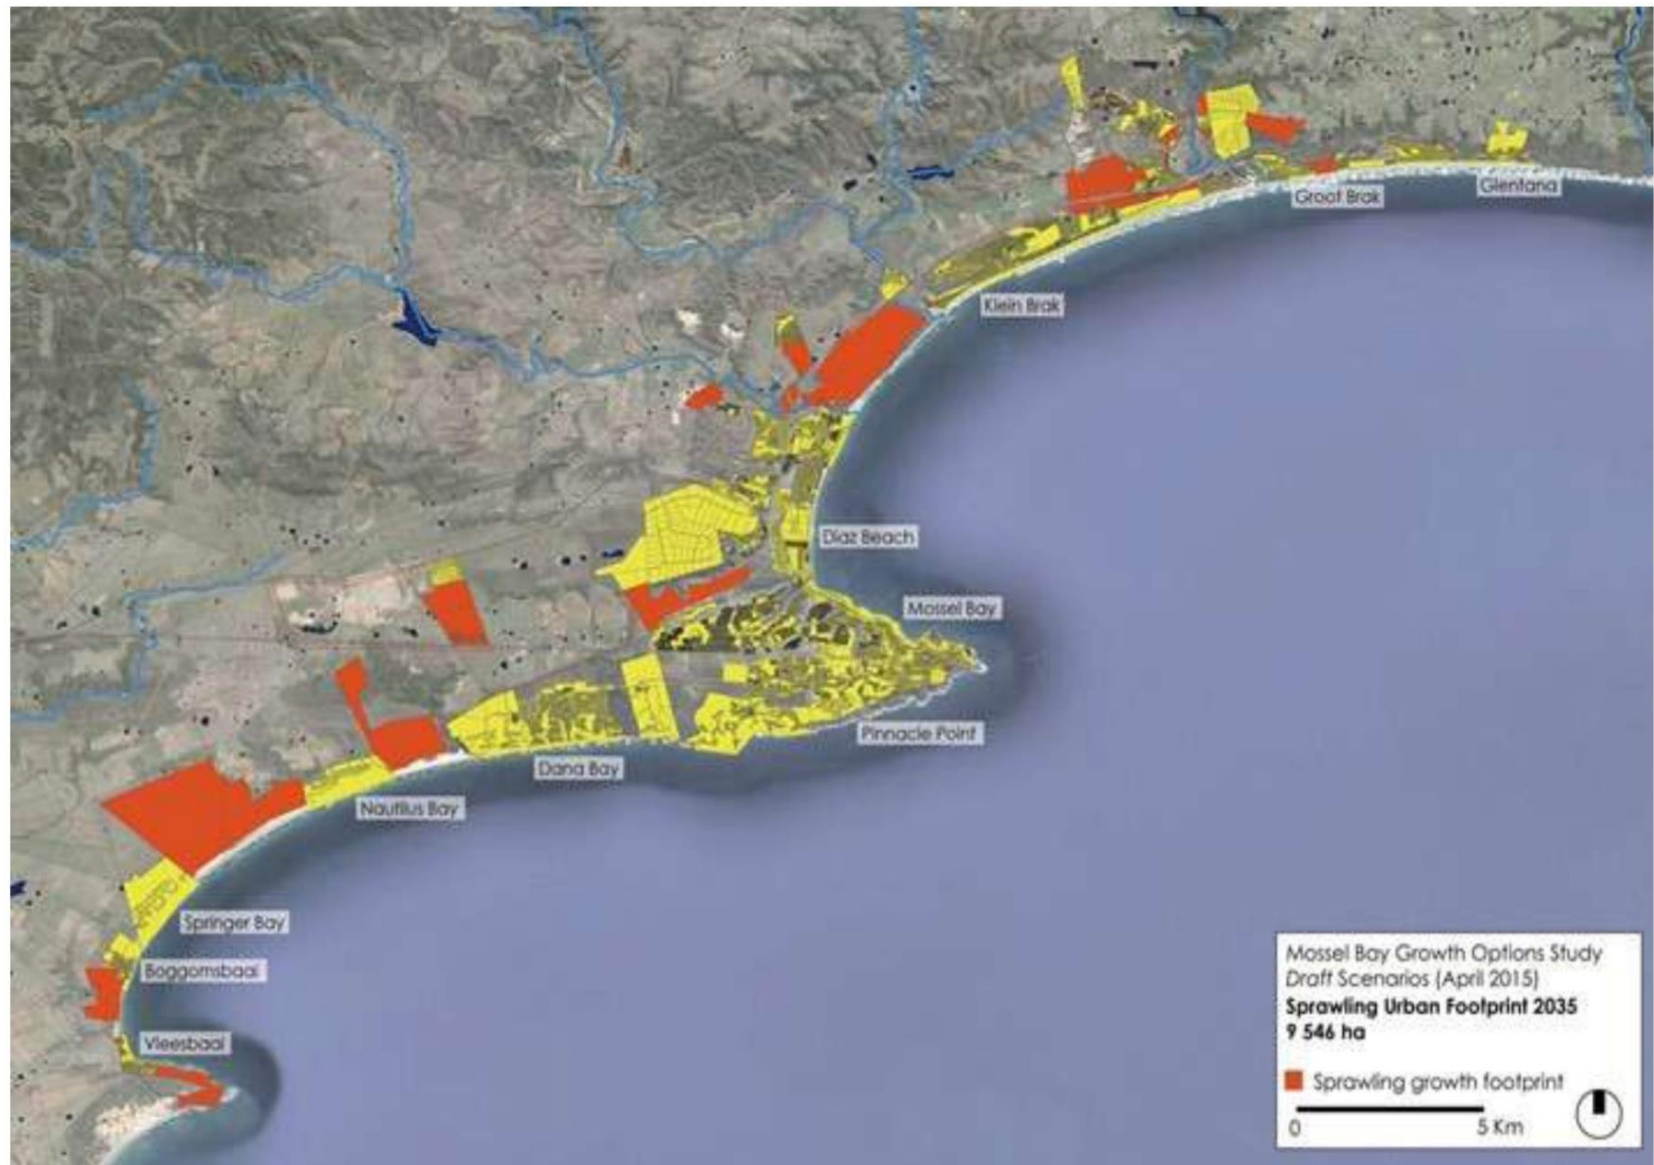 Glentana
Groot Brak
Klein Brak
Diaz Beach
Mossel Bay
Pinnacle Point
Dana Bay
Nautilus Bay
Springer Bay
Boggomsbaai
Vleesbaai
Mossel Bay Growth Options Study
Draft Scenarios (April 2015)
Sprawling Urban Footprint 2035
9 546 ha
Sprawling growth footprint
0 5 Km